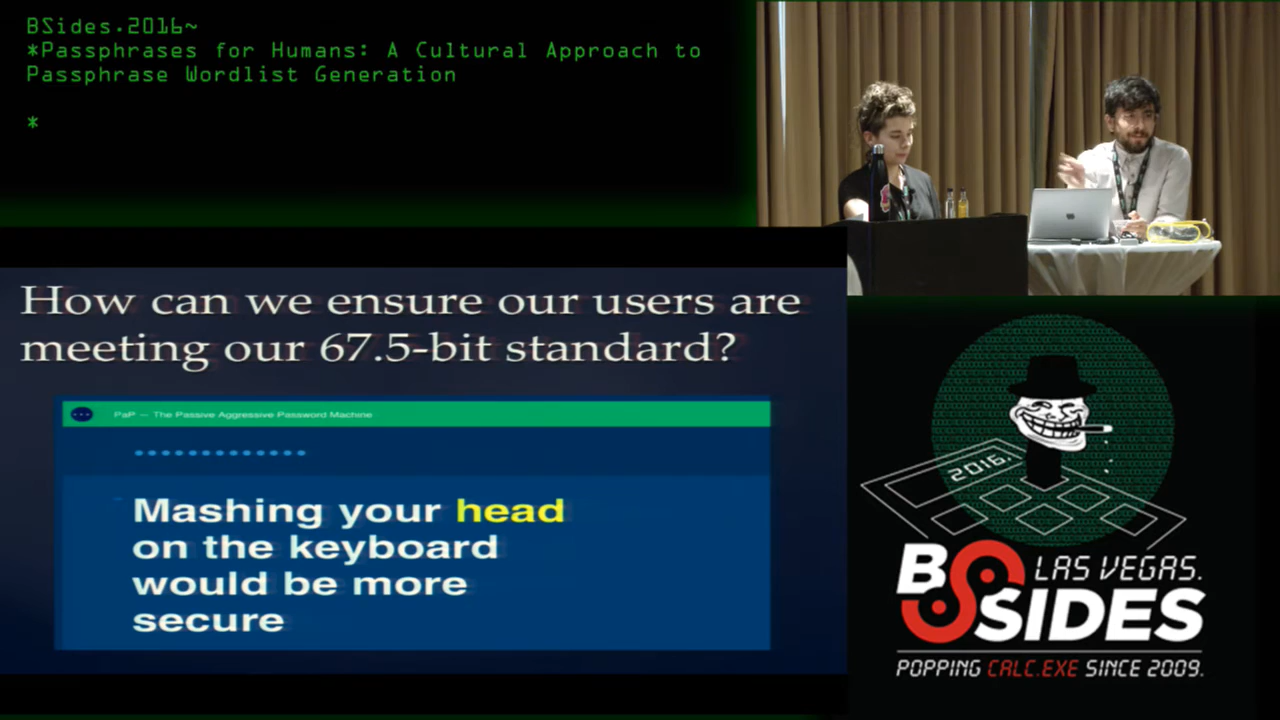 BSides.2016~
*Passphrases for Humans: A Cultural Approach to
Passphrase Wordlist Generation
*
How can we ensure our users are
meeting our 67.5-bit standard?
PaP — The Passive Aggressive Password Machine
Mashing your head
on the keyboard
would be more
secure
2016.
BSIDES
LAS VEGAS.
POPPING CALC.EXE SINCE 2009.